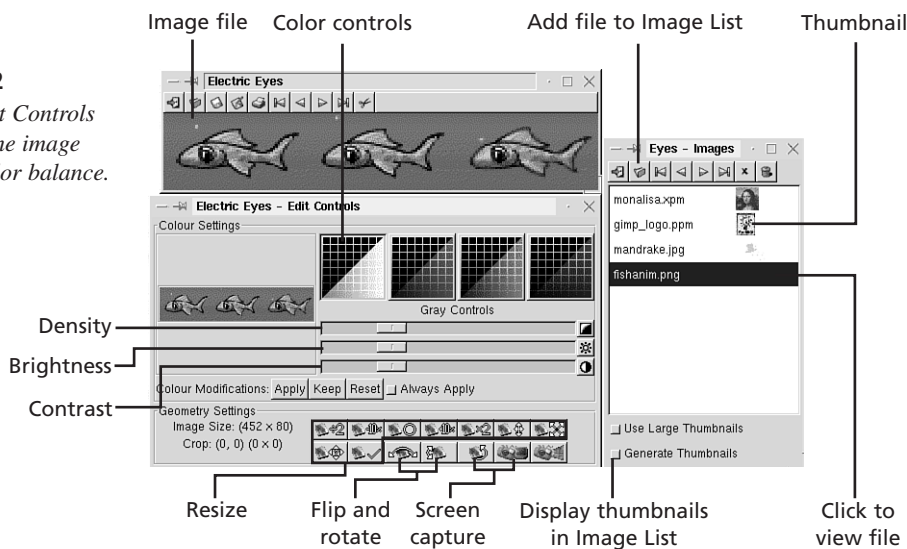 Image file
Color controls
Add file to Image List
Thumbnail
2
t Controls
ne image
or balance.
Electric Eyes
Eyes - Images
monalisa.xpm
gimp_logo.ppm
mandrake.jpg
fishanim.png
Use Large Thumbnails
Generate Thumbnails
Electric Eyes - Edit Controls
Colour Settings
Gray Controls
Density
Brightness
Contrast
Colour Modifications: Apply Keep Reset Always Apply
Geometry Settings
Image Size: (452 × 80)
Crop: (0, 0) (0 × 0)
Resize
Flip and
rotate
Screen
capture
Display thumbnails
in Image List
Click to
view file